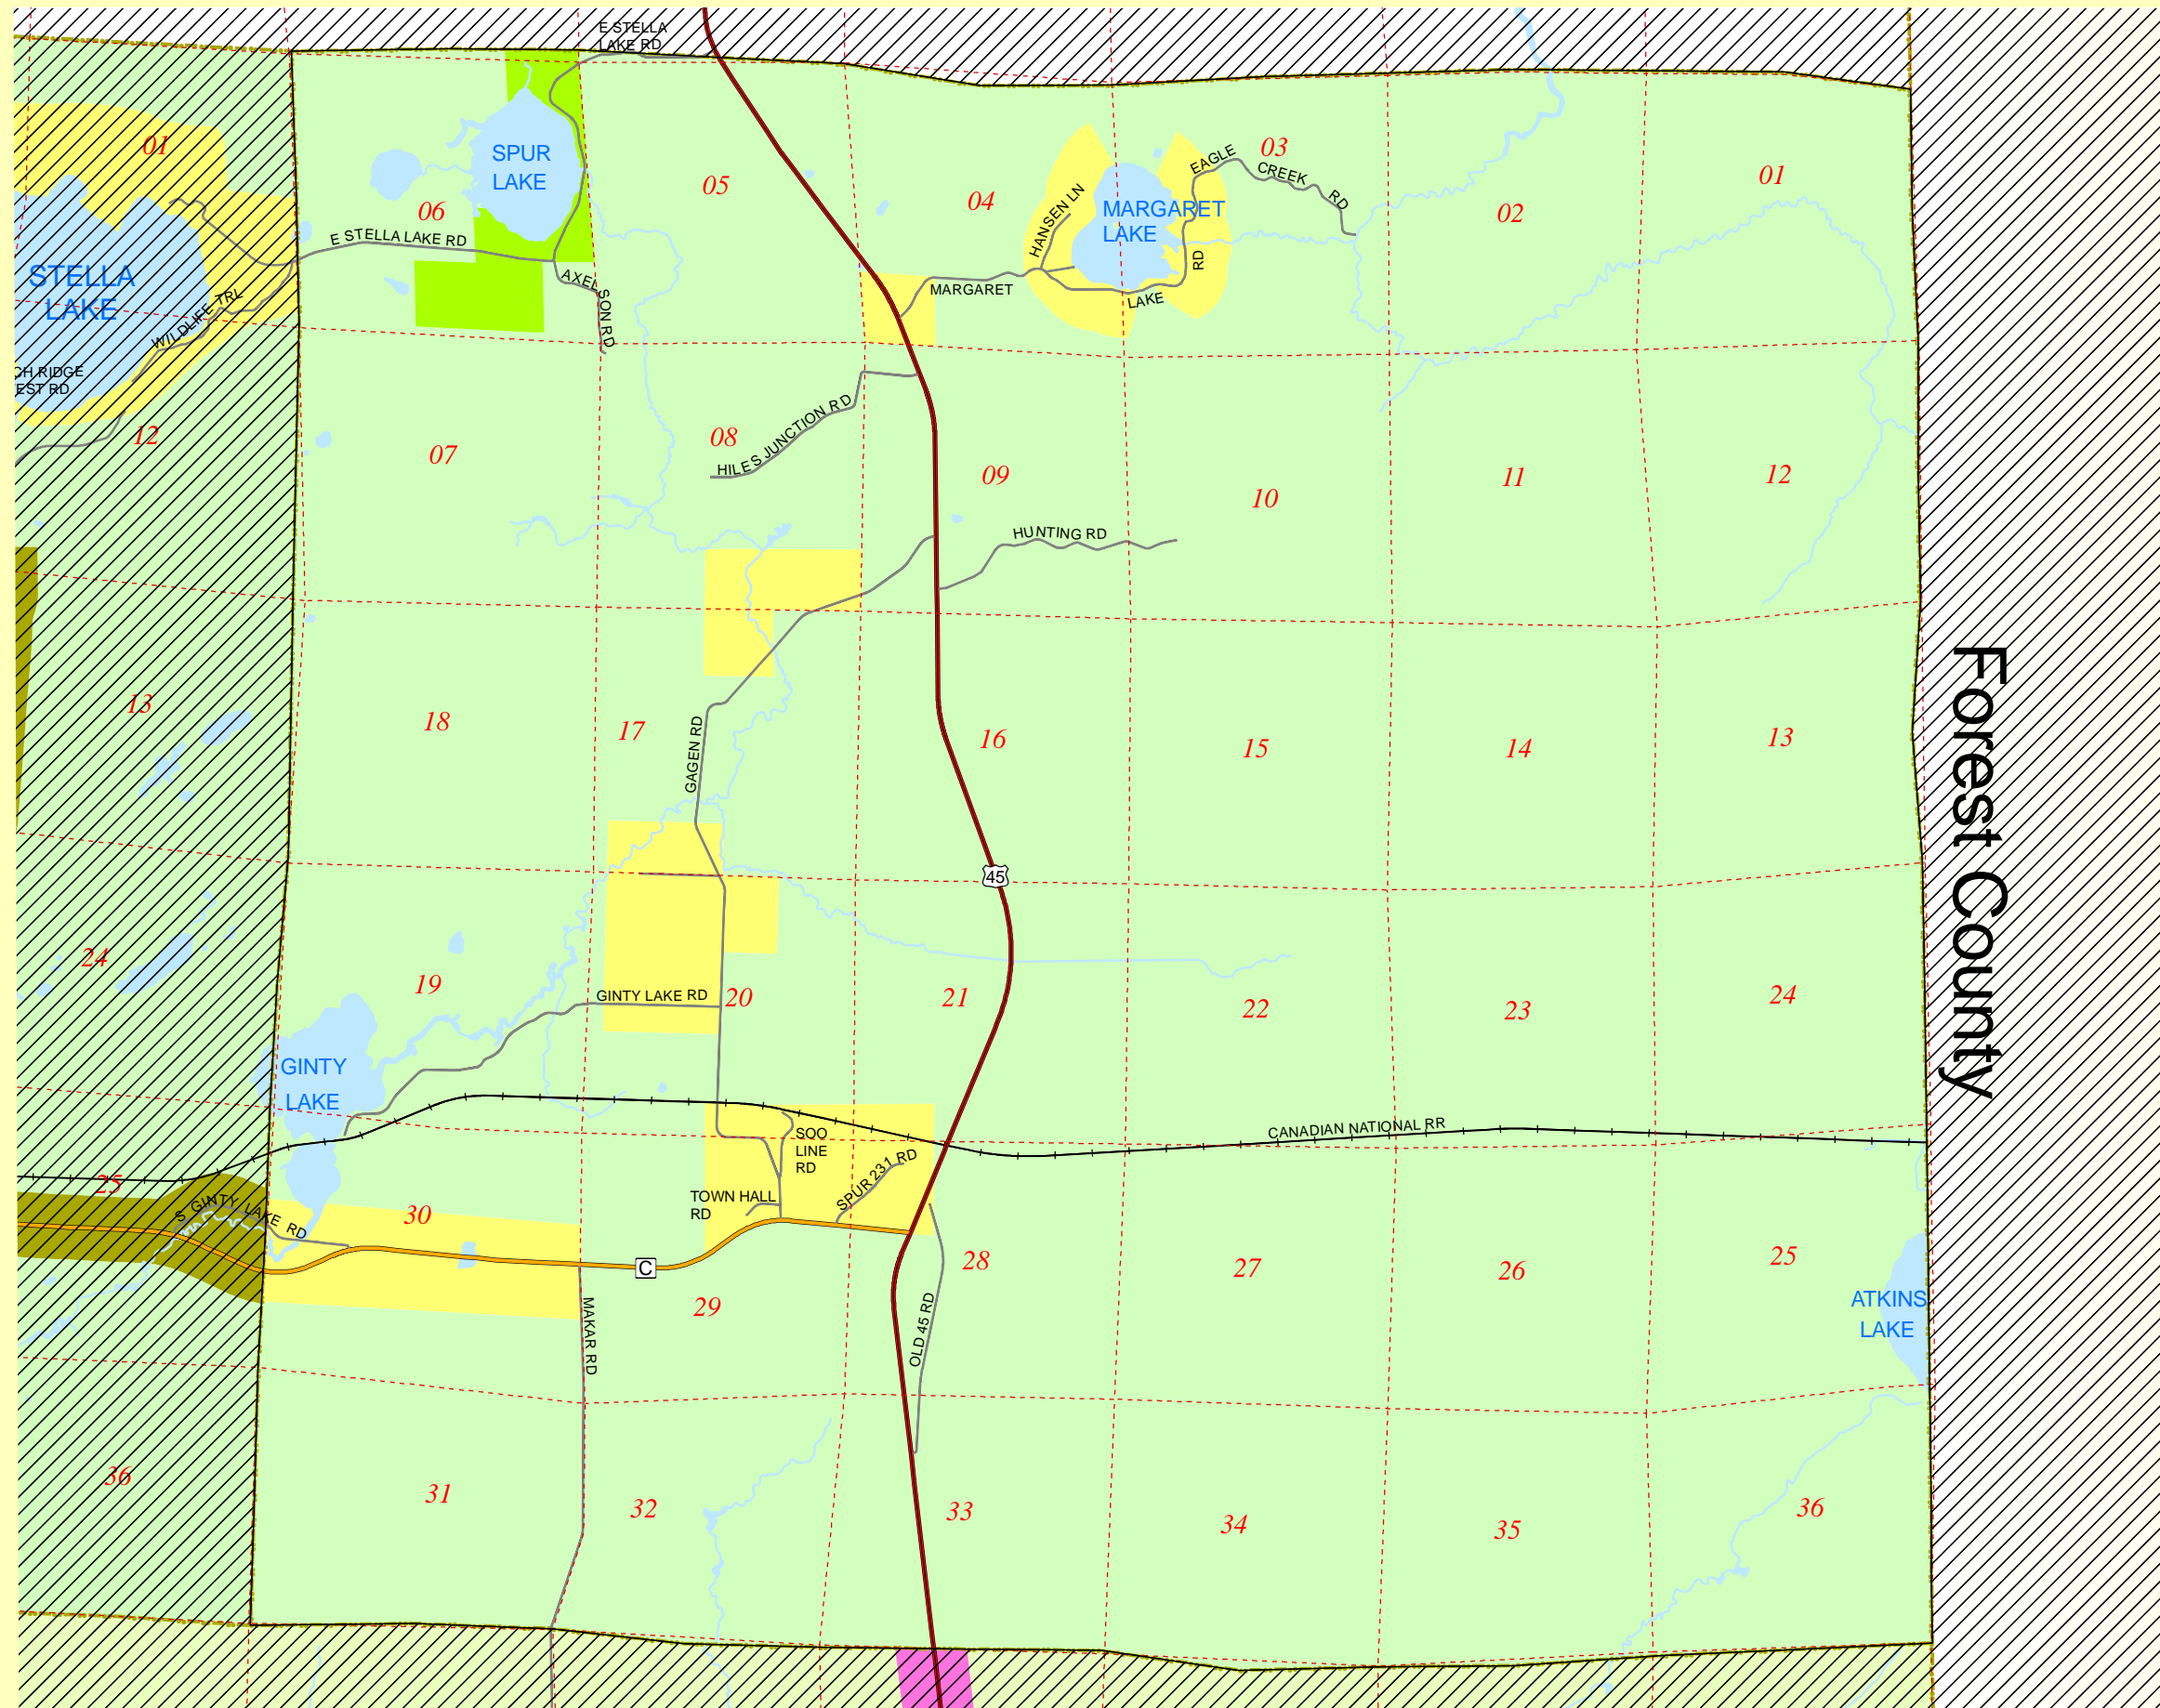 E STELLA
LAKE RD
01
SPUR
LAKE
06
05
04
03
EAGLE
CREEK
RD
02
01
HANSEN LN
MARGARET
LAKE
E STELLA LAKE RD
STELLA
LAKE
WILDLIFE TRL
AXELSON RD
MARGARET
LAKE
RD
CH RIDGE
EST RD
12
07
08
HILES JUNCTION RD
09
10
11
12
HUNTING RD
13
18
17
GAGEN RD
16
15
14
13
Forest County
45
24
19
GINTY LAKE RD
20
21
22
23
24
GINTY
LAKE
CANADIAN NATIONAL RR
SOO
LINE
RD
SPUR 231 RD
TOWN HALL
RD
25
S GINTY LAKE RD
30
C
29
28
27
26
25
MAKAR RD
OLD 45 RD
ATKINS
LAKE
36
31
32
33
34
35
36